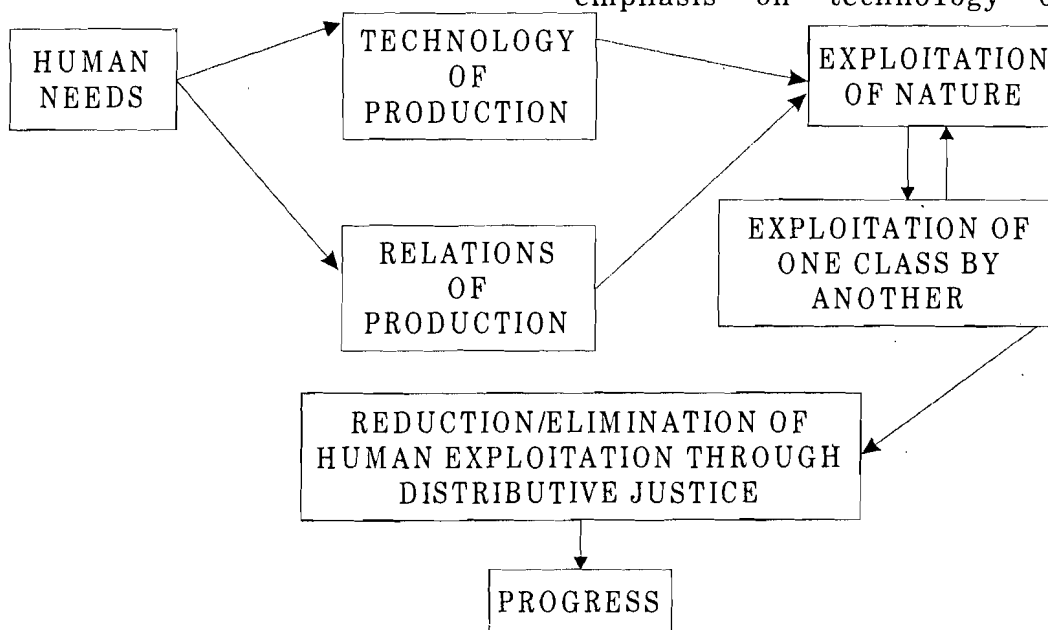 emphasis on technology
HUMAN
NEEDS
TECHNOLOGY
OF
PRODUCTION
EXPLOITATION
OF NATURE
RELATIONS
OF
PRODUCTION
EXPLOITATION OF
ONE CLASS BY
ANOTHER
REDUCTION/ELIMINATION OF
HUMAN EXPLOITATION THROUGH
DISTRIBUTIVE JUSTICE
PROGRESS